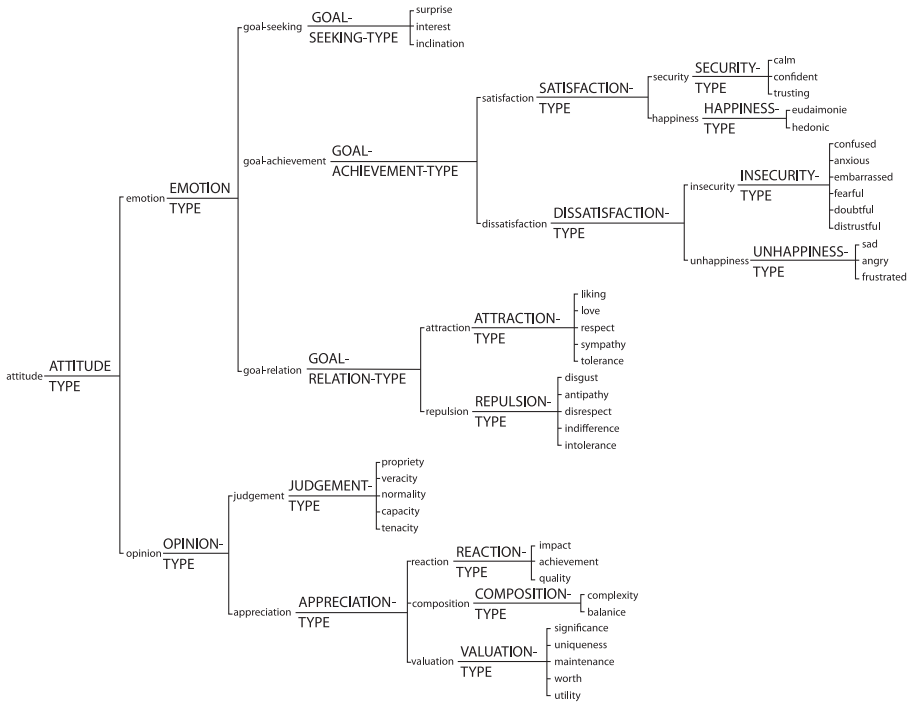 surprise
goal-seeking GOAL-
SEEKING-TYPE
interest
inclination
calm
security SECURITY-
TYPE
confident
trusting
satisfaction SATISFACTION-
TYPE
happiness HAPPINESS-
TYPE
eudaimonie
hedonic
goal-achievement GOAL-
ACHIEVEMENT-TYPE
confused
anxious
insecurity INSECURITY-
TYPE
embarrassed
fearful
doubtful
distrustful
dissatisfaction DISSATISFACTION-
TYPE
unhappiness UNHAPPINESS-
TYPE
sad
angry
frustrated
emotion EMOTION
TYPE
liking
love
attraction ATTRACTION-
TYPE
respect
sympathy
tolerance
goal-relation GOAL-
RELATION-TYPE
disgust
antipathy
repulsion REPULSION-
TYPE
disrespect
indifference
intolerance
attitude ATTITUDE
TYPE
propriety
veracity
judgement JUDGEMENT-
TYPE
normality
capacity
tenacity
opinion OPINION-
TYPE
impact
reaction REACTION-
TYPE
achievement
quality
appreciation APPRECIATION-
TYPE
composition COMPOSITION-
TYPE
complexity
balanice
significance
uniqueness
valuation VALUATION-
TYPE
maintenance
worth
utility